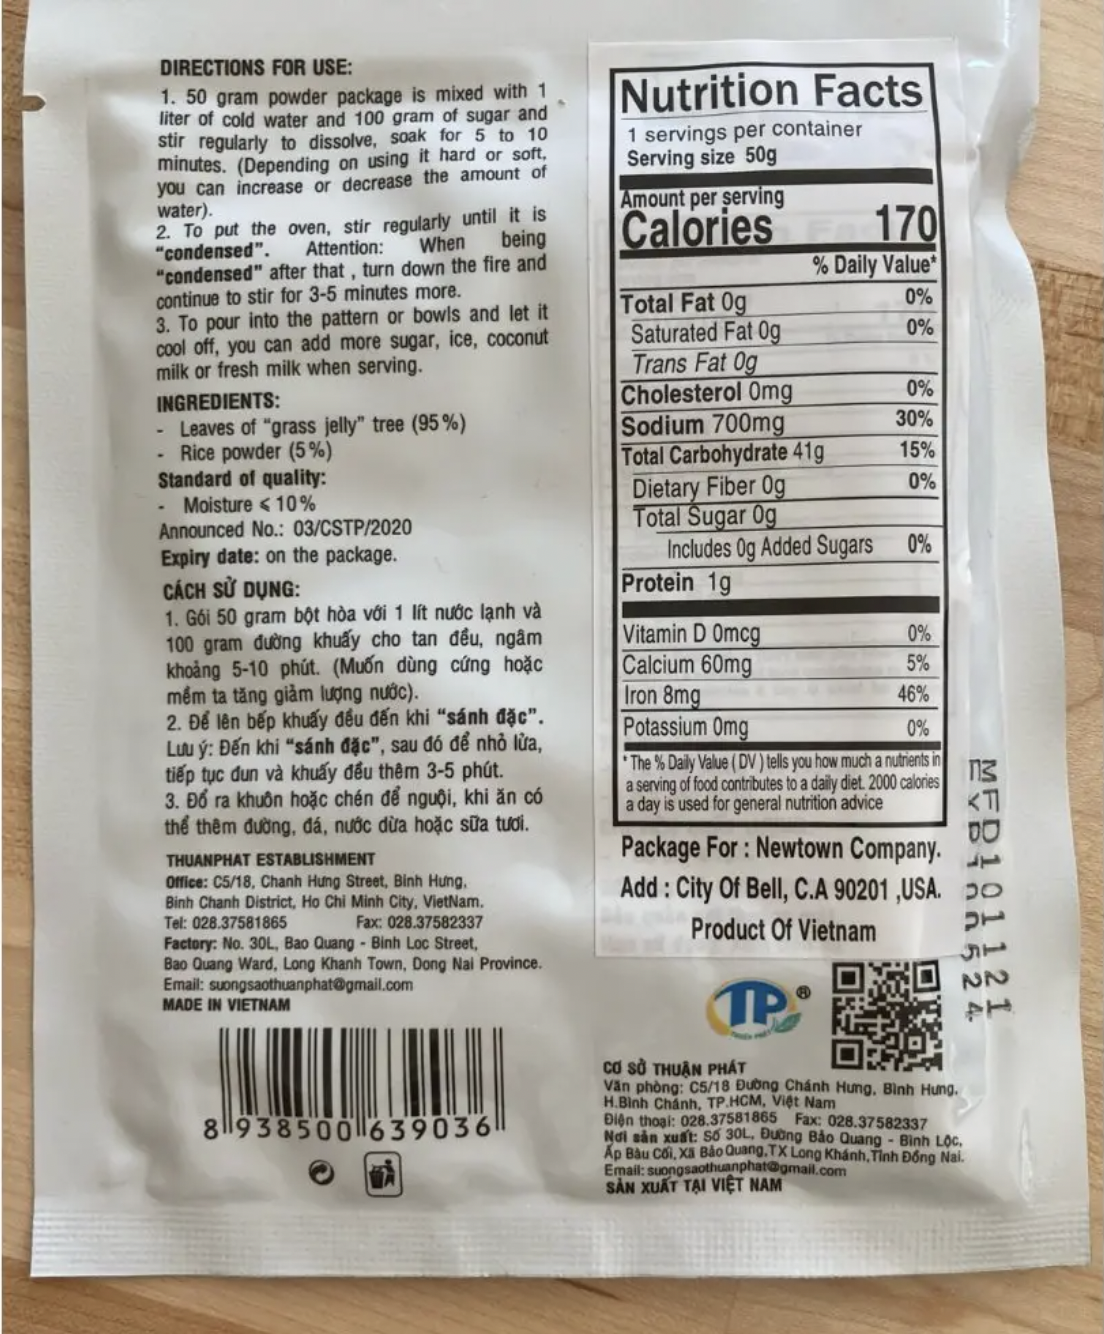 DIRECTIONS FOR USE:
1. 50 gram powder package is mixed with 1
liter of cold water and 100 gram of sugar and
stir regularly to dissolve, soak for 5 to 10
minutes. (Depending on using it hard or soft,
you can increase or decrease the amount of
water).
2. To put the oven, stir regularly until it is
“condensed”. Attention: When being
“condensed” after that , turn down the fire and
continue to stir for 3-5 minutes more.
3. To pour into the pattern or bowls and let it
cool off, you can add more sugar, ice, coconut
milk or fresh milk when serving.
INGREDIENTS:
- Leaves of “grass jelly” tree (95%)
- Rice powder (5%)
Standard of quality:
- Moisture ⩽ 10%
Announced No.: 03/CSTP/2020
Expiry date: on the package.
CÁCH SỬ DỤNG:
1. Gói 50 gram bột hòa với 1 lít nước lạnh và
100 gram đường khuấy cho tan đều, ngâm
khoảng 5-10 phút. (Muốn dùng cứng hoặc
mềm ta tăng giảm lượng nước).
2. Để lên bếp khuấy đều đến khi “sánh đặc”.
Lưu ý: Đến khi “sánh đặc”, sau đó để nhỏ lửa,
tiếp tục đun và khuấy đều thêm 3-5 phút.
3. Đổ ra khuôn hoặc chén để nguội, khi ăn có
thể thêm đường, đá, nước dừa hoặc sữa tươi.
THUANPHAT ESTABLISHMENT
Office: C5/18, Chanh Hung Street, Binh Hung,
Binh Chanh District, Ho Chi Minh City, VietNam.
Tel: 028.37581865 Fax: 028.37582337
Factory: No. 30L, Bao Quang - Binh Loc Street,
Bao Quang Ward, Long Khanh Town, Dong Nai Province.
Email: suongsaothuanphat@gmail.com
MADE IN VIETNAM
8 938500 639036
Nutrition Facts
1 servings per container
Serving size 50g
Amount per serving
Calories 170
% Daily Value*
Total Fat 0g 0%
Saturated Fat 0g 0%
Trans Fat 0g
Cholesterol 0mg 0%
Sodium 700mg 30%
Total Carbohydrate 41g 15%
Dietary Fiber 0g 0%
Total Sugar 0g
Includes 0g Added Sugars 0%
Protein 1g
Vitamin D 0mcg 0%
Calcium 60mg 5%
Iron 8mg 46%
Potassium 0mg 0%
* The % Daily Value ( DV ) tells you how much a nutrients in
a serving of food contributes to a daily diet. 2000 calories
a day is used for general nutrition advice
Package For : Newtown Company.
Add : City Of Bell, C.A 90201 ,USA.
Product Of Vietnam
MFD101121
TP®
CƠ SỞ THUẬN PHÁT
Văn phòng: C5/18 Đường Chánh Hưng, Bình Hưng,
H.Bình Chánh, TP.HCM, Việt Nam
Điện thoại: 028.37581865 Fax: 028.37582337
Nơi sản xuất: Số 30L, Đường Bảo Quang - Bình Lộc,
Ấp Bàu Cối, Xã Bảo Quang,TX Long Khánh,Tỉnh Đồng Nai.
Email: suongsaothuanphat@gmail.com
SẢN XUẤT TẠI VIỆT NAM